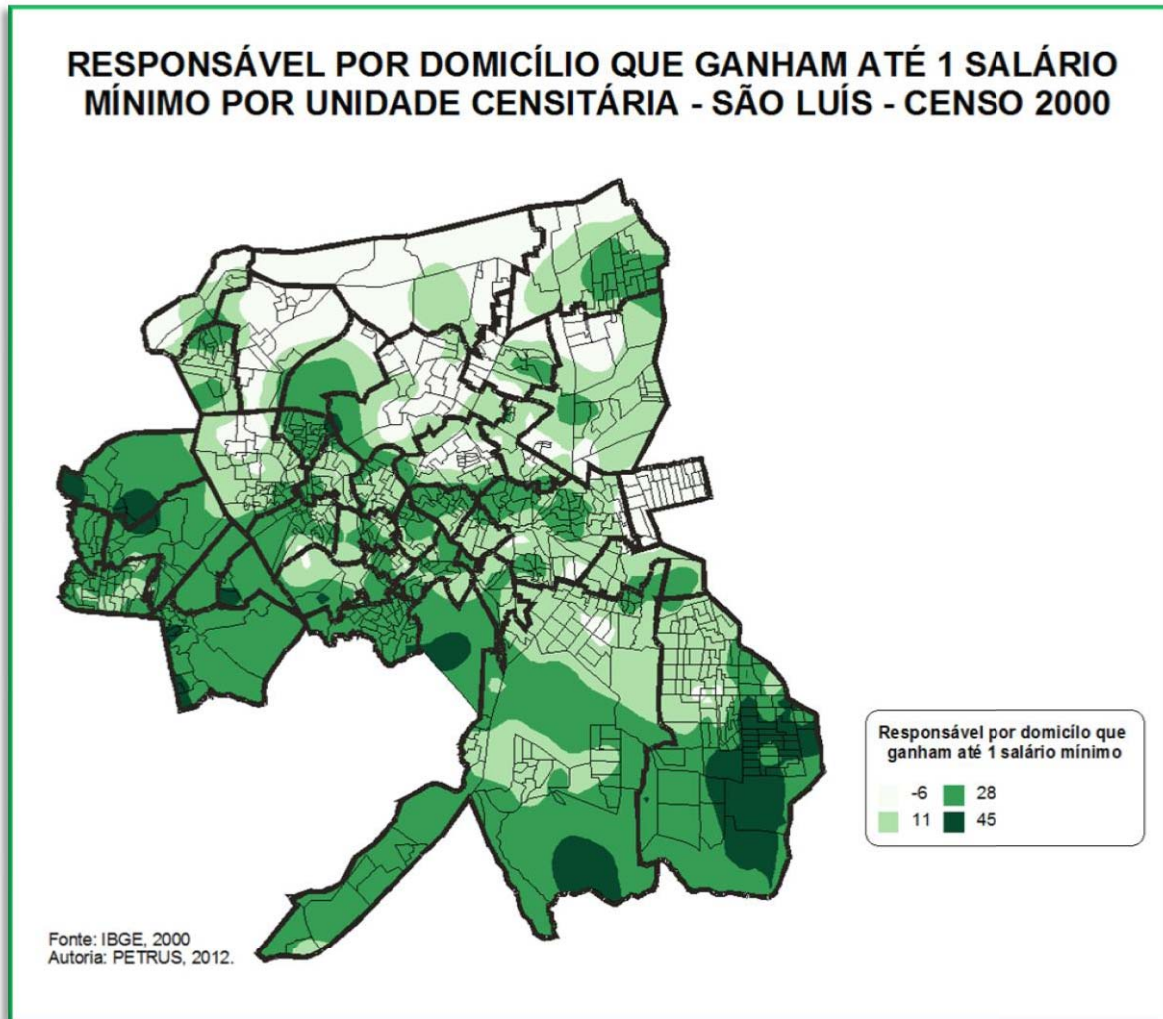 RESPONSÁVEL POR DOMICÍLIO QUE GANHAM ATÉ 1 SALÁRIO
MÍNIMO POR UNIDADE CENSITÁRIA - SÃO LUÍS - CENSO 2000
Responsável por domicílo que
ganham até 1 salário mínimo
-6 28
11 45
Fonte: IBGE, 2000
Autoria: PETRUS, 2012.